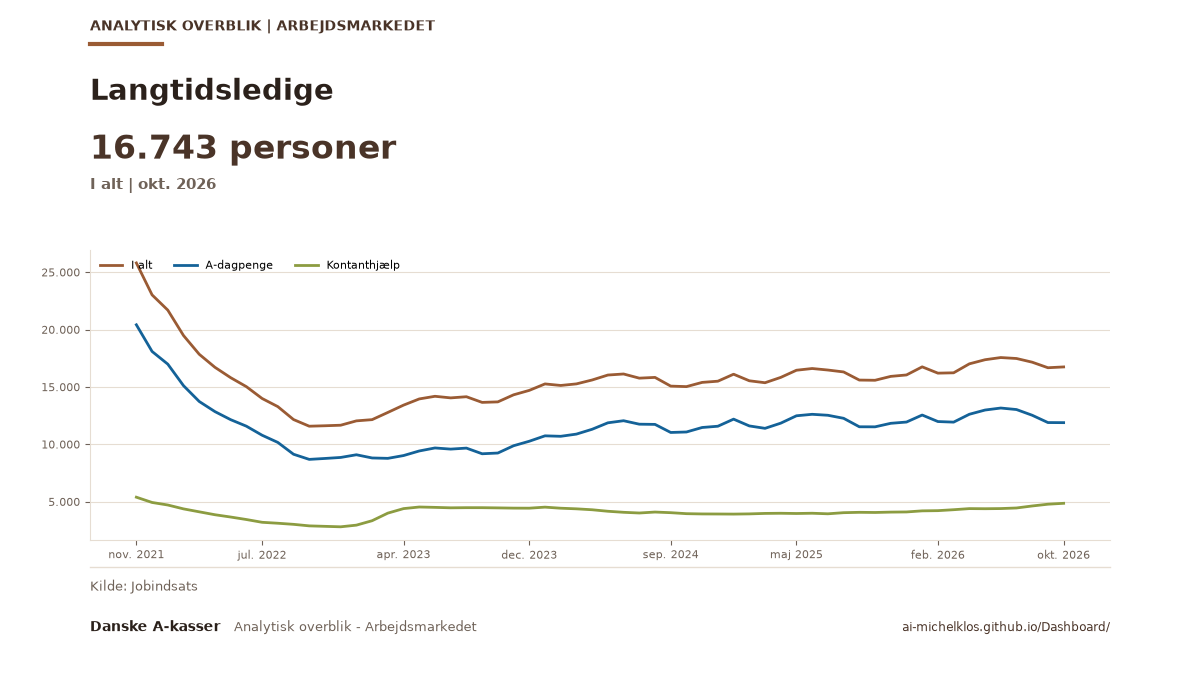 ANALYTISK OVERBLIK | ARBEJDSMARKEDET
Langtidsledige
16.743 personer
I alt | okt. 2026
I alt A-dagpenge Kontanthjælp
25.000
20.000
15.000
10.000
5.000
nov. 2021 jul. 2022 apr. 2023 dec. 2023 sep. 2024 maj 2025 feb. 2026 okt. 2026
Kilde: Jobindsats
Danske A-kasser Analytisk overblik - Arbejdsmarkedet ai-michelklos.github.io/Dashboard/